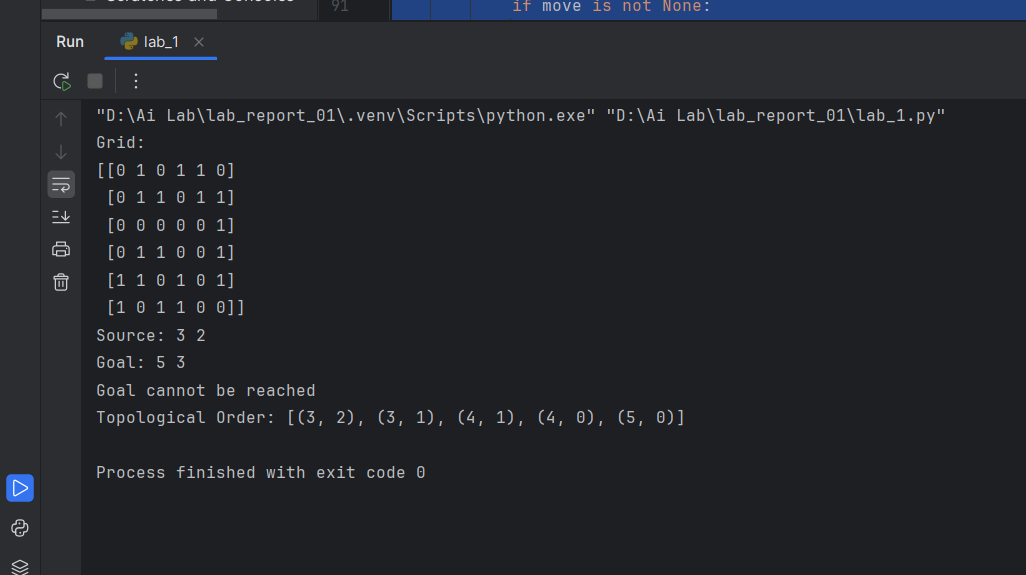 91
if move is not None:
Run lab_1
"D:\Ai Lab\lab_report_01\.venv\Scripts\python.exe" "D:\Ai Lab\lab_report_01\lab_1.py"
Grid:
[[0 1 0 1 1 0]
 [0 1 1 0 1 1]
 [0 0 0 0 0 1]
 [0 1 1 0 0 1]
 [1 1 0 1 0 1]
 [1 0 1 1 0 0]]
Source: 3 2
Goal: 5 3
Goal cannot be reached
Topological Order: [(3, 2), (3, 1), (4, 1), (4, 0), (5, 0)]
Process finished with exit code 0